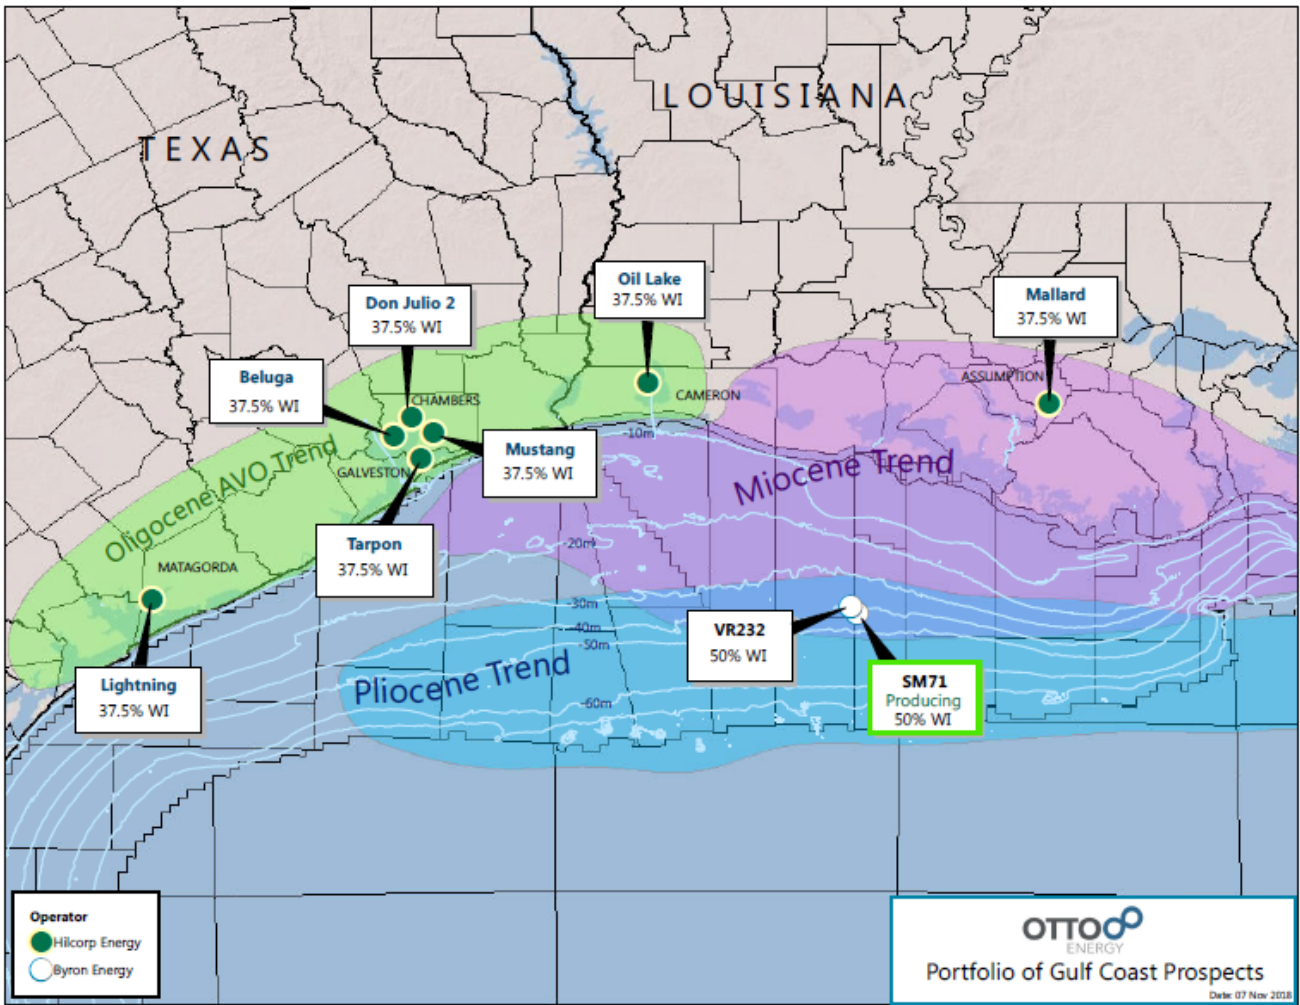 LOUISIANA
TEXAS
Oil Lake
37.5% WI
Don Julio 2
37.5% WI
Mallard
37.5% WI
Beluga
37.5% WI
ASSUMPTION
CHAMBERS
CAMERON
-10m
Mustang
37.5% WI
GALVESTON
Oligocene AVO Trend
Miocene Trend
Tarpon
37.5% WI
-20m
MATAGORDA
-30m
-40m
-50m
VR232
50% WI
Pliocene Trend
Lightning
37.5% WI
SM71
Producing
50% WI
-60m
Operator
Hilcorp Energy
Byron Energy
OTTO
ENERGY
Portfolio of Gulf Coast Prospects
Date: 07 Nov 2018